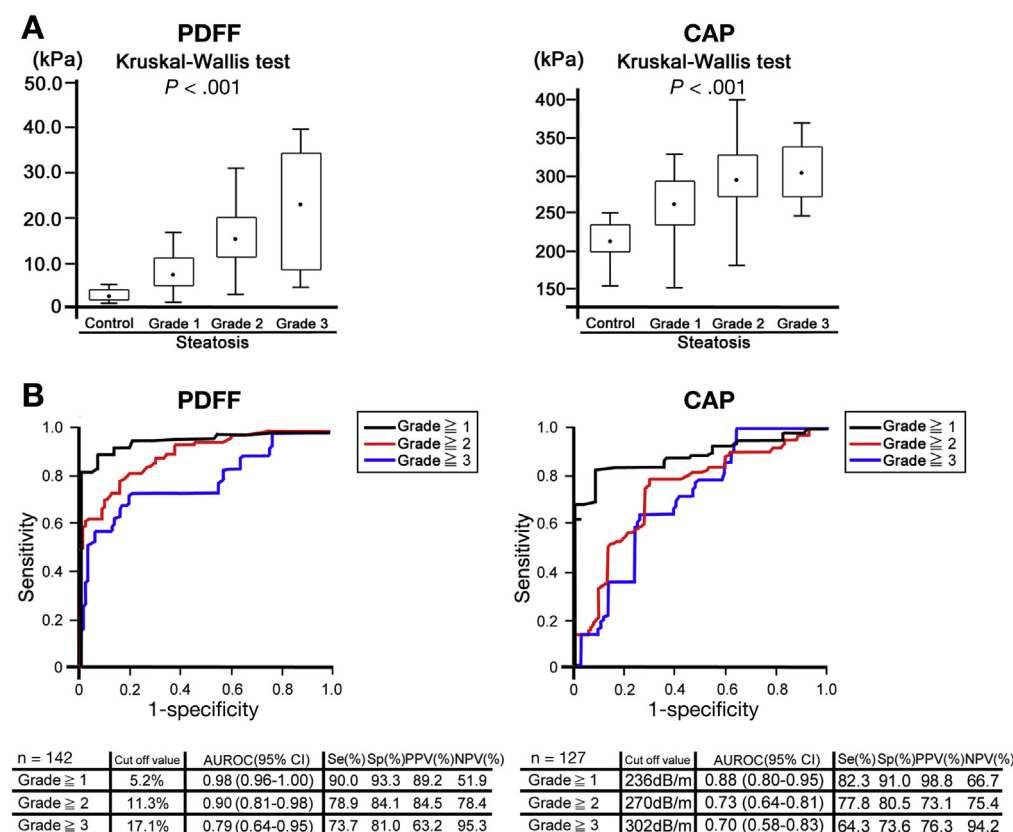 A
PDFF
(kPa)
Kruskal-Wallis test
P < .001
50.0
40.0
30.0
20.0
10.0
0
Control Grade 1 Grade 2 Grade 3
Steatosis
CAP
(kPa)
Kruskal-Wallis test
P < .001
400
350
300
250
200
150
Control Grade 1 Grade 2 Grade 3
Steatosis
B
PDFF
Grade ≧ 1
Grade ≧ 2
Grade ≧ 3
Sensitivity
1.0
0.8
0.6
0.4
0.2
0
0 0.2 0.4 0.6 0.8 1.0
1-specificity
CAP
Grade ≧ 1
Grade ≧ 2
Grade ≧ 3
Sensitivity
1.0
0.8
0.6
0.4
0.2
0
0 0.2 0.4 0.6 0.8 1.0
1-specificity
n = 142 Cut off value AUROC(95% CI) Se(%) Sp(%) PPV(%) NPV(%)
Grade ≧ 1 5.2% 0.98 (0.96-1.00) 90.0 93.3 89.2 51.9
Grade ≧ 2 11.3% 0.90 (0.81-0.98) 78.9 84.1 84.5 78.4
Grade ≧ 3 17.1% 0.79 (0.64-0.95) 73.7 81.0 63.2 95.3
n = 127 Cut off value AUROC(95% CI) Se(%) Sp(%) PPV(%) NPV(%)
Grade ≧ 1 236dB/m 0.88 (0.80-0.95) 82.3 91.0 98.8 66.7
Grade ≧ 2 270dB/m 0.73 (0.64-0.81) 77.8 80.5 73.1 75.4
Grade ≧ 3 302dB/m 0.70 (0.58-0.83) 64.3 73.6 76.3 94.2